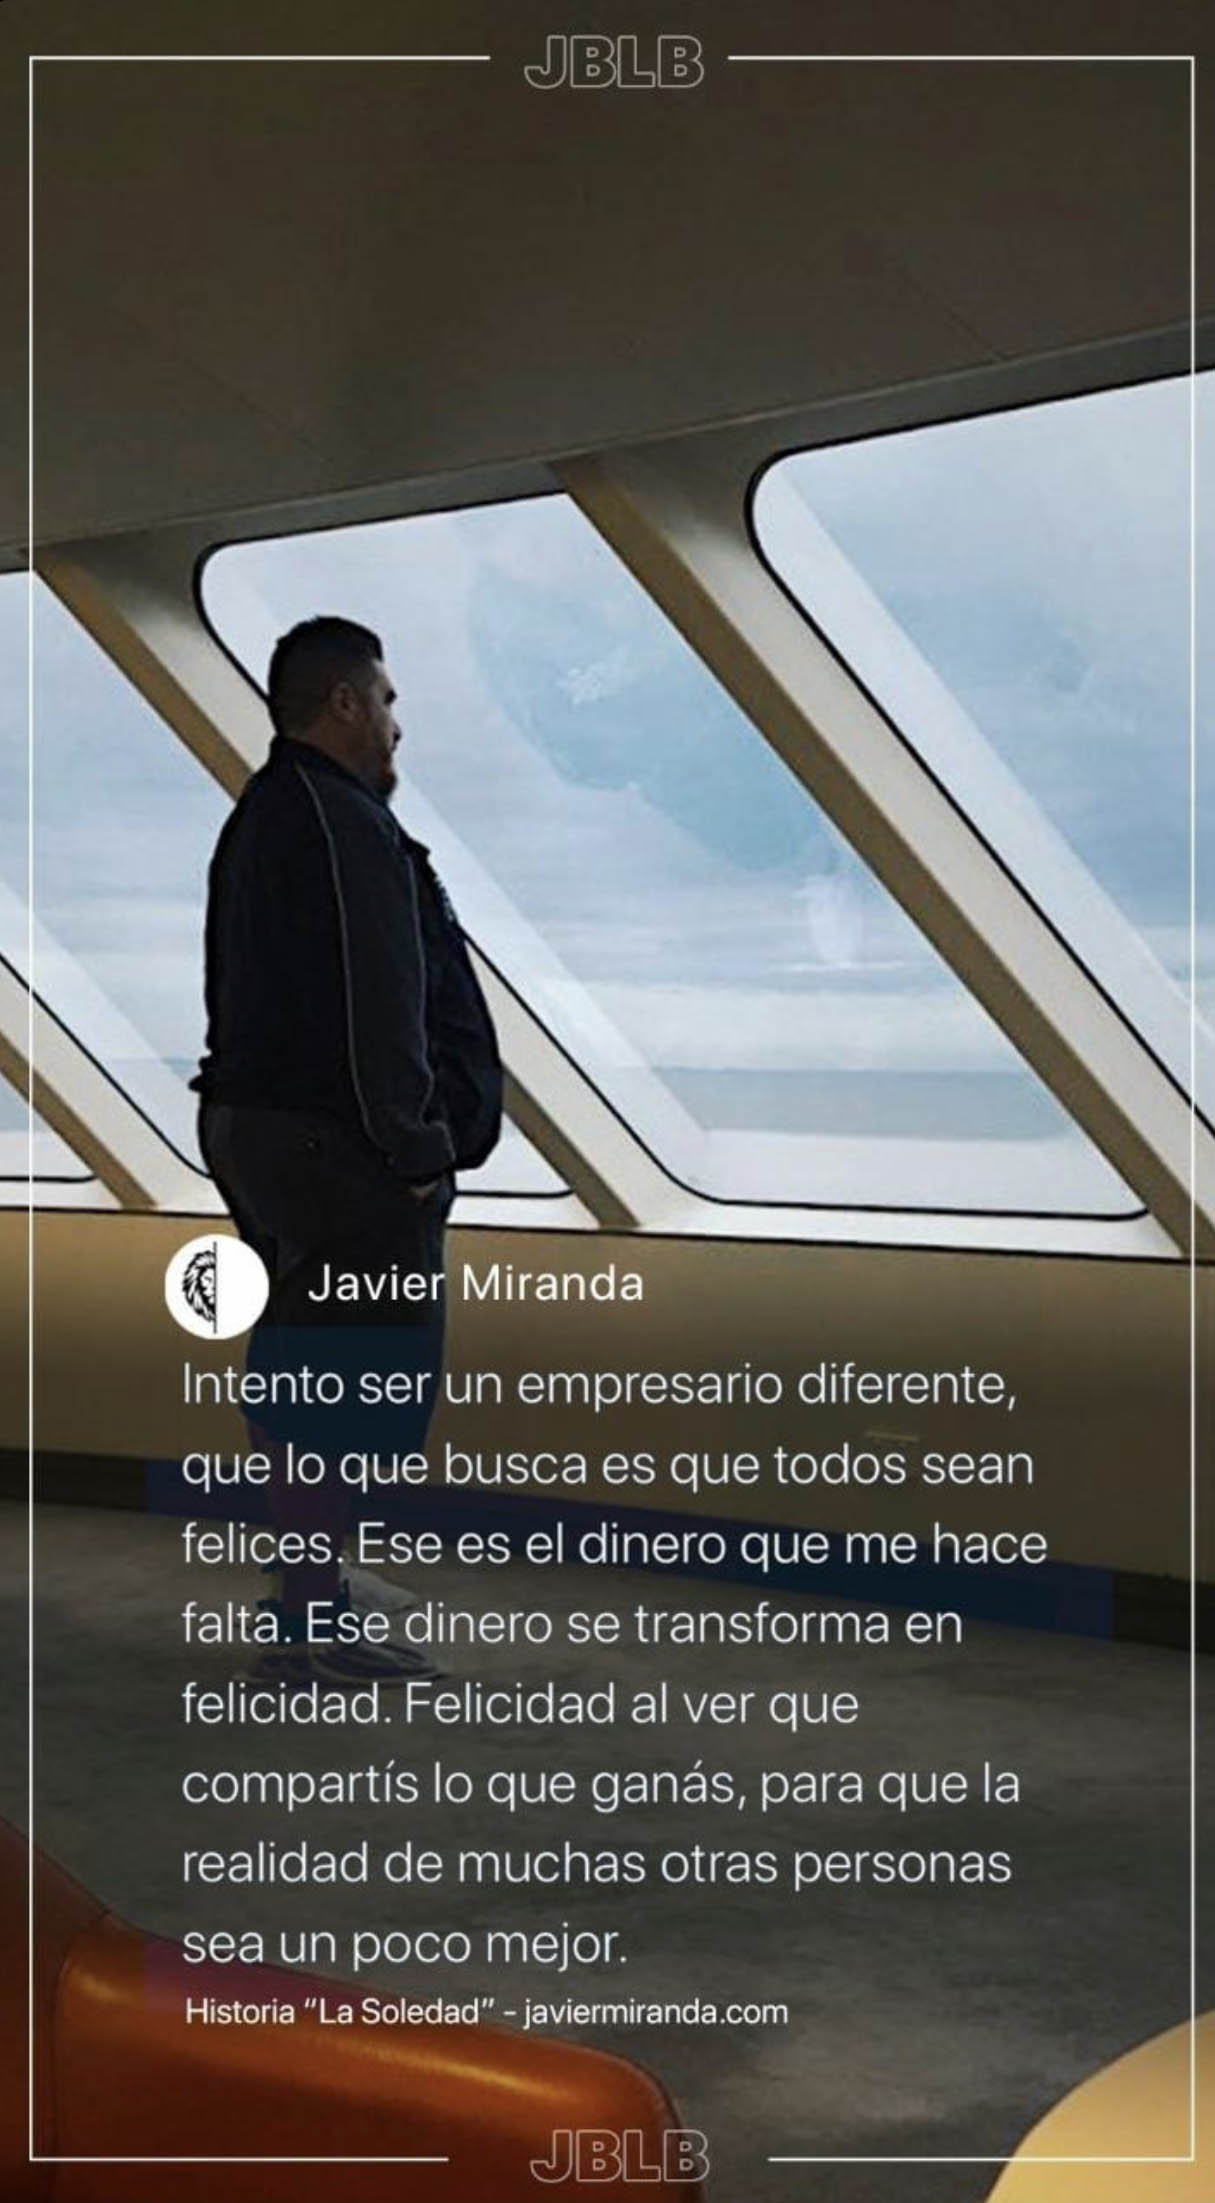 JBLB
Javier Miranda
Intento ser un empresario diferente,
que lo que busca es que todos sean
felices. Ese es el dinero que me hace
falta. Ese dinero se transforma en
felicidad. Felicidad al ver que
compartís lo que ganás, para que la
realidad de muchas otras personas
sea un poco mejor.
Historia “La Soledad” - javiermiranda.com
JBLB